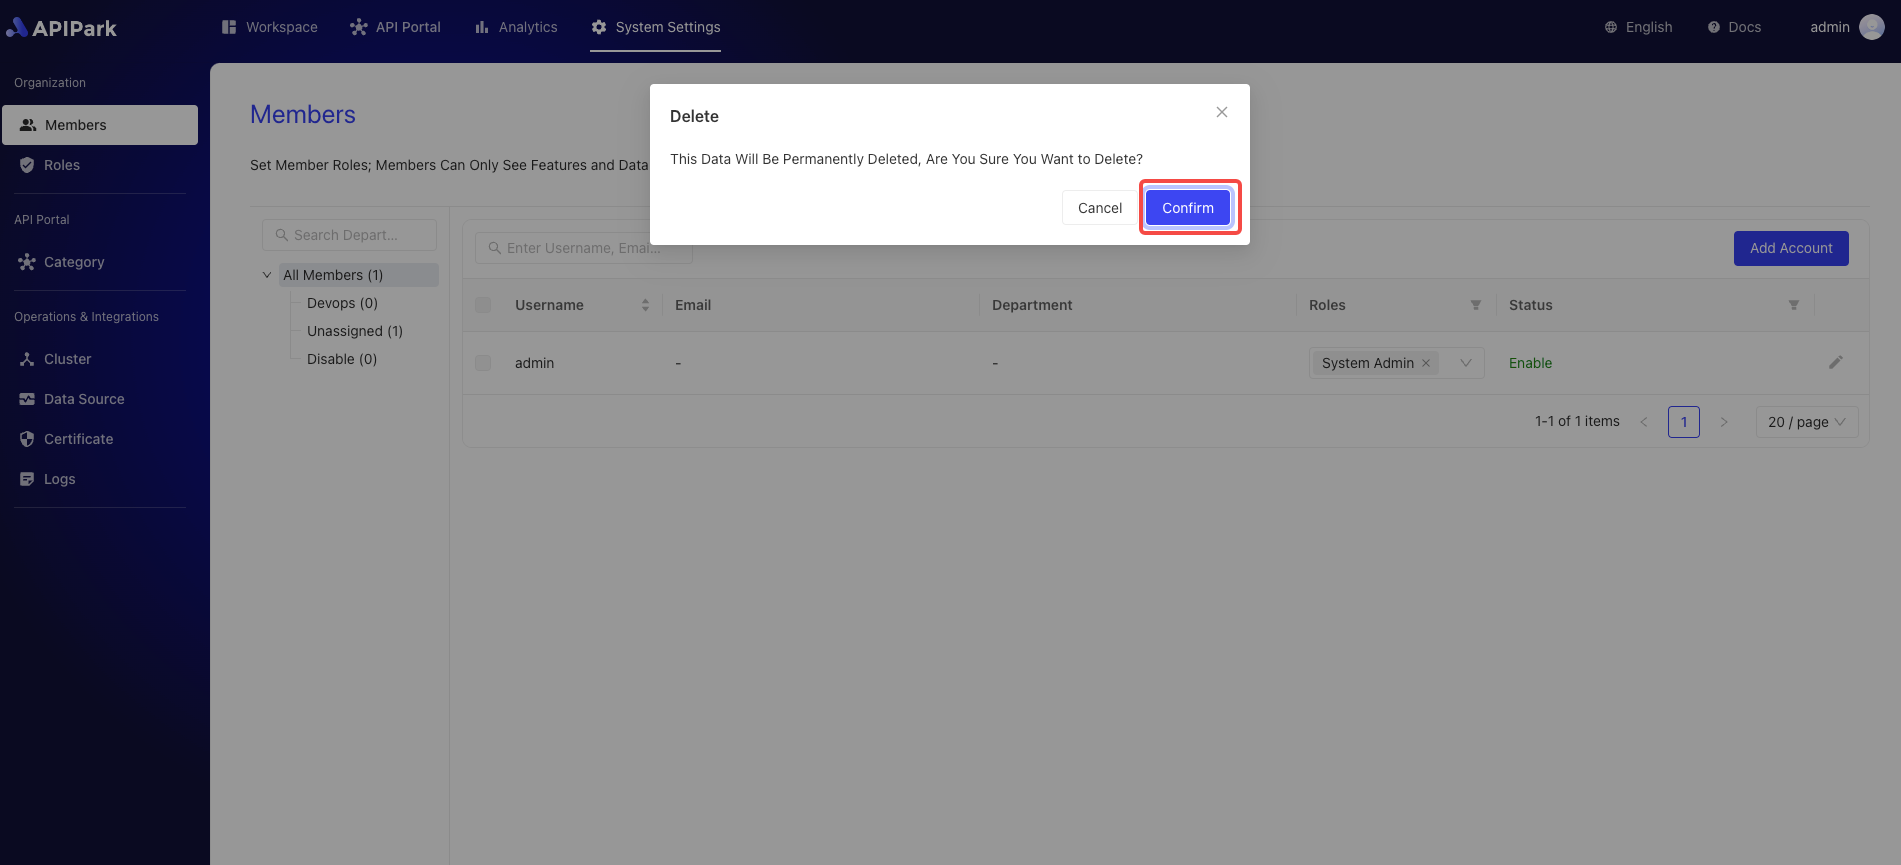 APIPark
Workspace
API Portal
Analytics
System Settings
English
Docs
admin
Organization
Members
Roles
API Portal
Category
Operations & Integrations
Cluster
Data Source
Certificate
Logs
Members
Set Member Roles; Members Can Only See Features and Data
Delete
This Data Will Be Permanently Deleted, Are You Sure You Want to Delete?
Cancel
Confirm
Search Depart...
All Members (1)
Devops (0)
Unassigned (1)
Disable (0)
Enter Username, Emai...
Add Account
Username Email Department Roles Status
admin - - System Admin Enable
1-1 of 1 items 1 20 / page